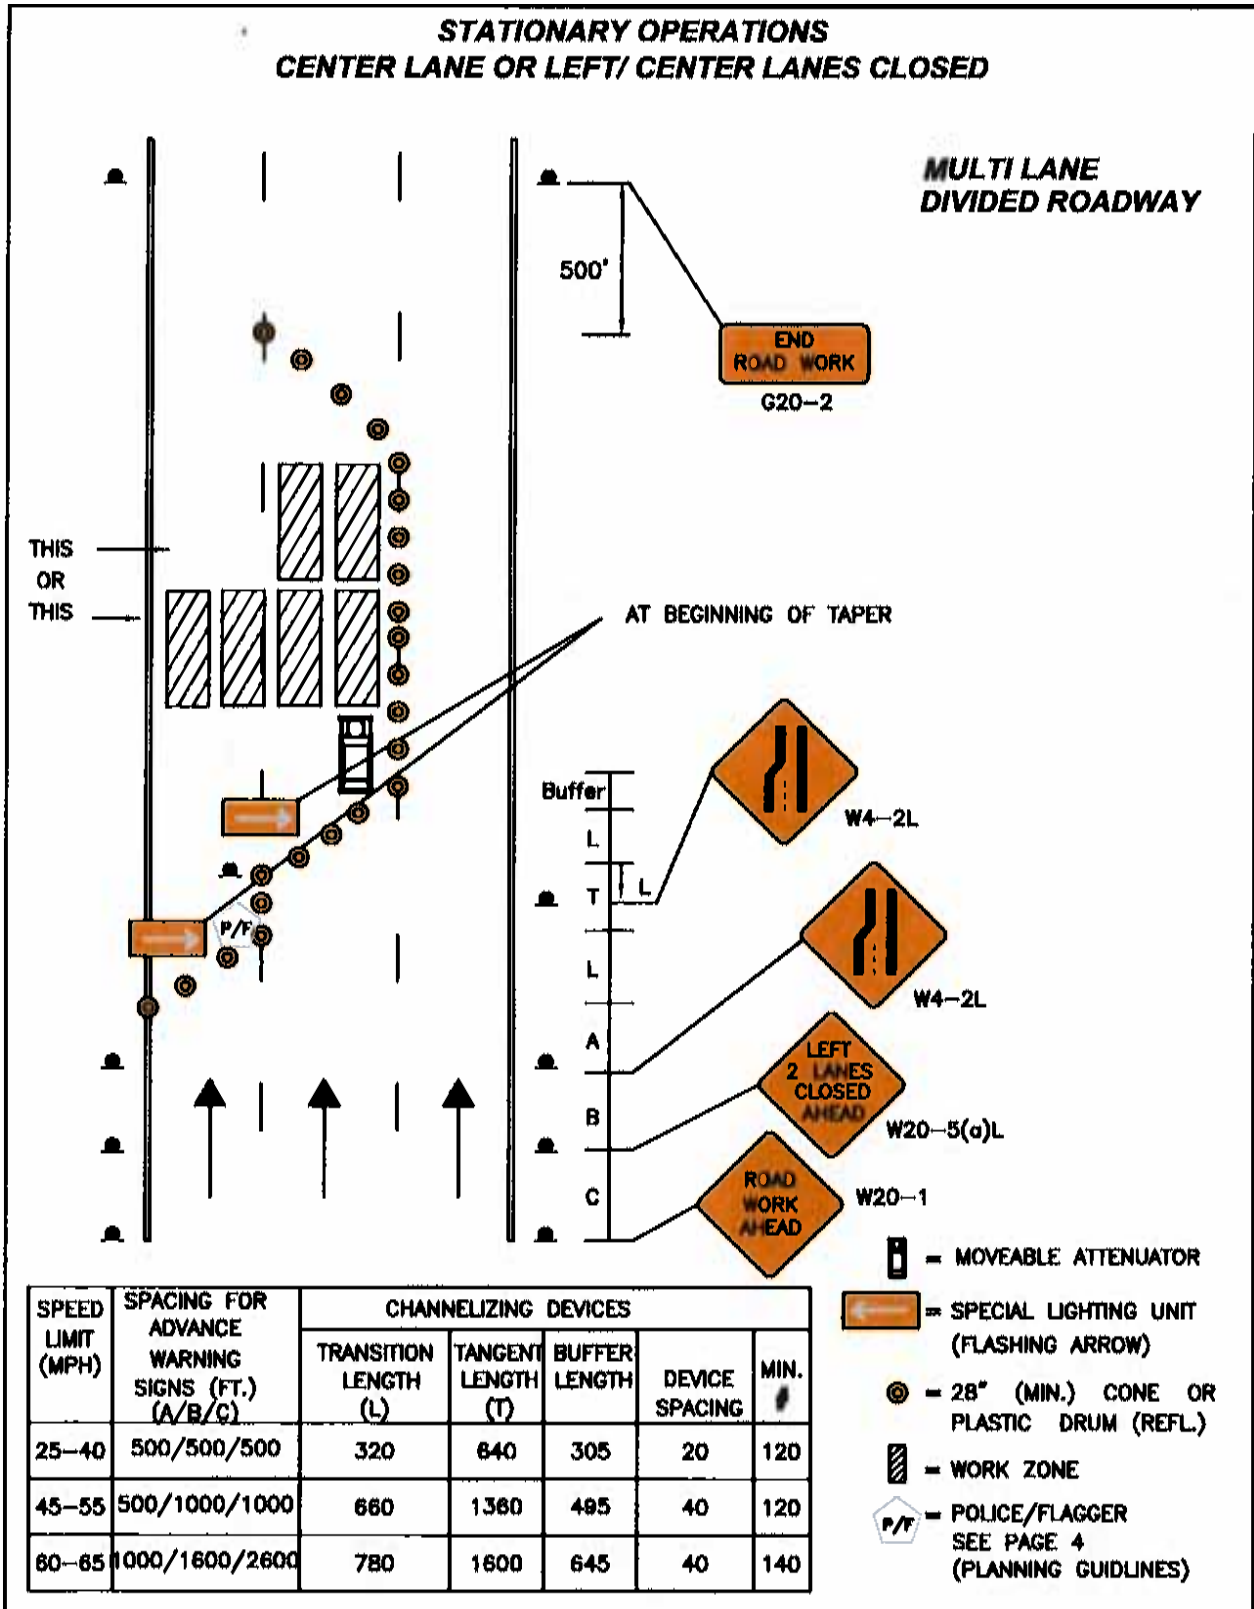 STATIONARY OPERATIONS
CENTER LANE OR LEFT/ CENTER LANES CLOSED
MULTI LANE
DIVIDED ROADWAY
500'
END
ROAD WORK
G20-2
THIS
OR
THIS
AT BEGINNING OF TAPER
Buffer
L
T
L
L
A
B
C
W4-2L
W4-2L
LEFT
2 LANES
CLOSED
AHEAD
W20-5(a)L
ROAD
WORK
AHEAD
W20-1
P/F
= MOVEABLE ATTENUATOR
= SPECIAL LIGHTING UNIT
(FLASHING ARROW)
= 28" (MIN.) CONE OR
PLASTIC DRUM (REFL.)
= WORK ZONE
P/F = POLICE/FLAGGER
SEE PAGE 4
(PLANNING GUIDLINES)
SPEED LIMIT (MPH)
SPACING FOR ADVANCE WARNING SIGNS (FT.) (A/B/C)
CHANNELIZING DEVICES
TRANSITION LENGTH (L)
TANGENT LENGTH (T)
BUFFER LENGTH
DEVICE SPACING
MIN. #
25-40 500/500/500 320 640 305 20 120
45-55 500/1000/1000 660 1360 495 40 120
60-65 1000/1600/2600 780 1600 645 40 140